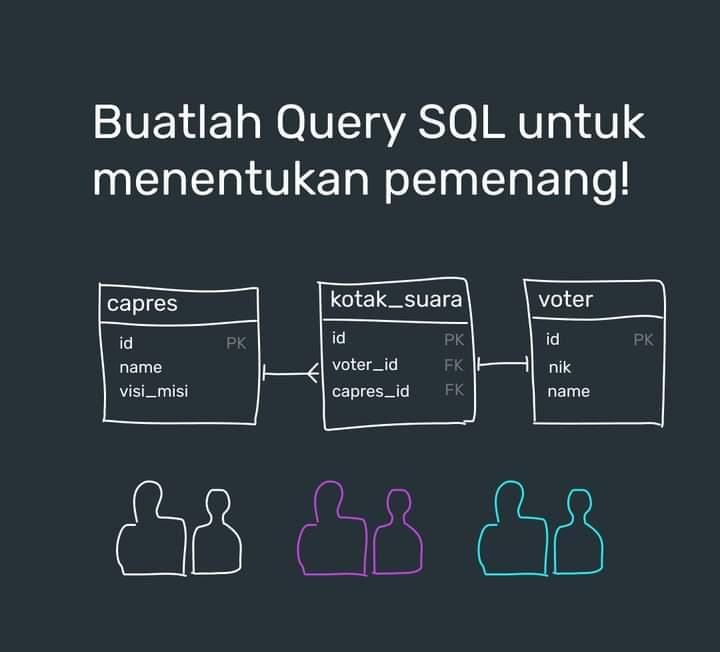 Buatlah Query SQL untuk
menentukan pemenang!
capres
id PK
name
visi_misi
kotak_suara
id PK
voter_id FK
capres_id FK
voter
id PK
nik
name